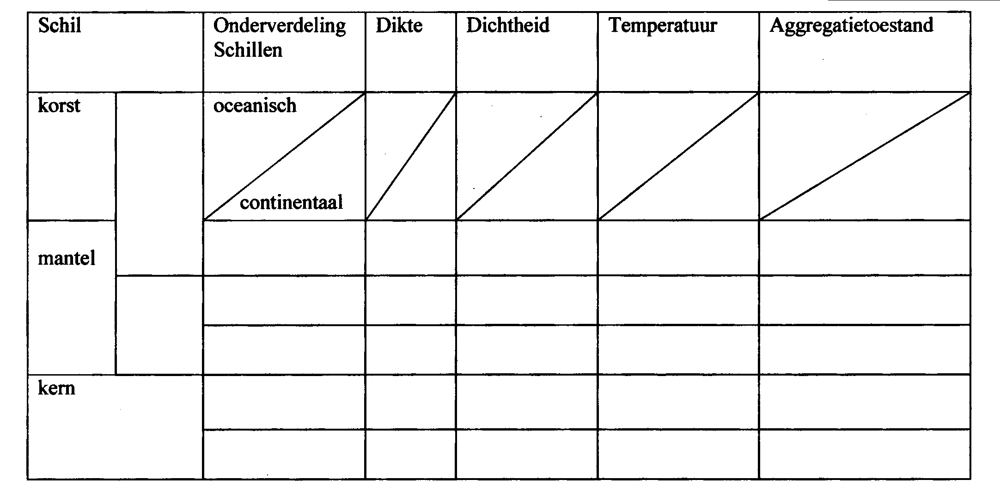 Schil
Onderverdeling
Schillen
Dikte
Dichtheid
Temperatuur
Aggregatietoestand
korst
oceanisch
continentaal
mantel
kern